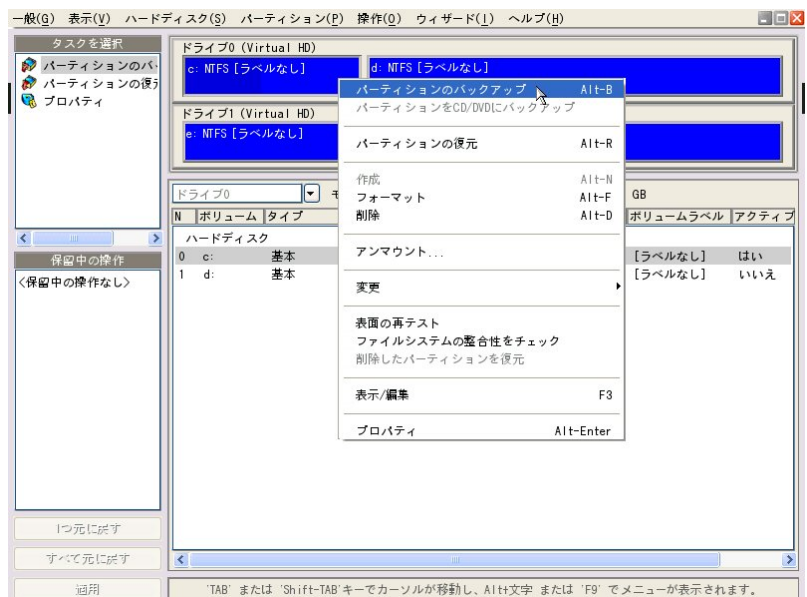 一般(G) 表示(V) ハードディスク(S) パーティション(P) 操作(O) ウィザード(I) ヘルプ(H)
タスクを選択
パーティションのバ
パーティションの復
プロパティ
ドライブ0 (Virtual HD)
c: NTFS [ラベルなし]
d: NTFS [ラベルなし]
ドライブ1 (Virtual HD)
e: NTFS [ラベルなし]
パーティションのバックアップ Alt-B
パーティションをCD/DVDにバックアップ
パーティションの復元 Alt-R
作成 Alt-N
フォーマット Alt-F
削除 Alt-D
アンマウント...
変更
表面の再テスト
ファイルシステムの整合性をチェック
削除したパーティションを復元
表示/編集 F3
プロパティ Alt-Enter
ドライブ0 GB
N ボリューム タイプ ボリュームラベル アクティブ
ハードディスク
0 c: 基本 [ラベルなし] はい
1 d: 基本 [ラベルなし] いいえ
保留中の操作
<保留中の操作なし>
1つ元に戻す
すべて元に戻す
適用
'TAB' または 'Shift-TAB'キーでカーソルが移動し、Alt+文字 または 'F9' でメニューが表示されます。